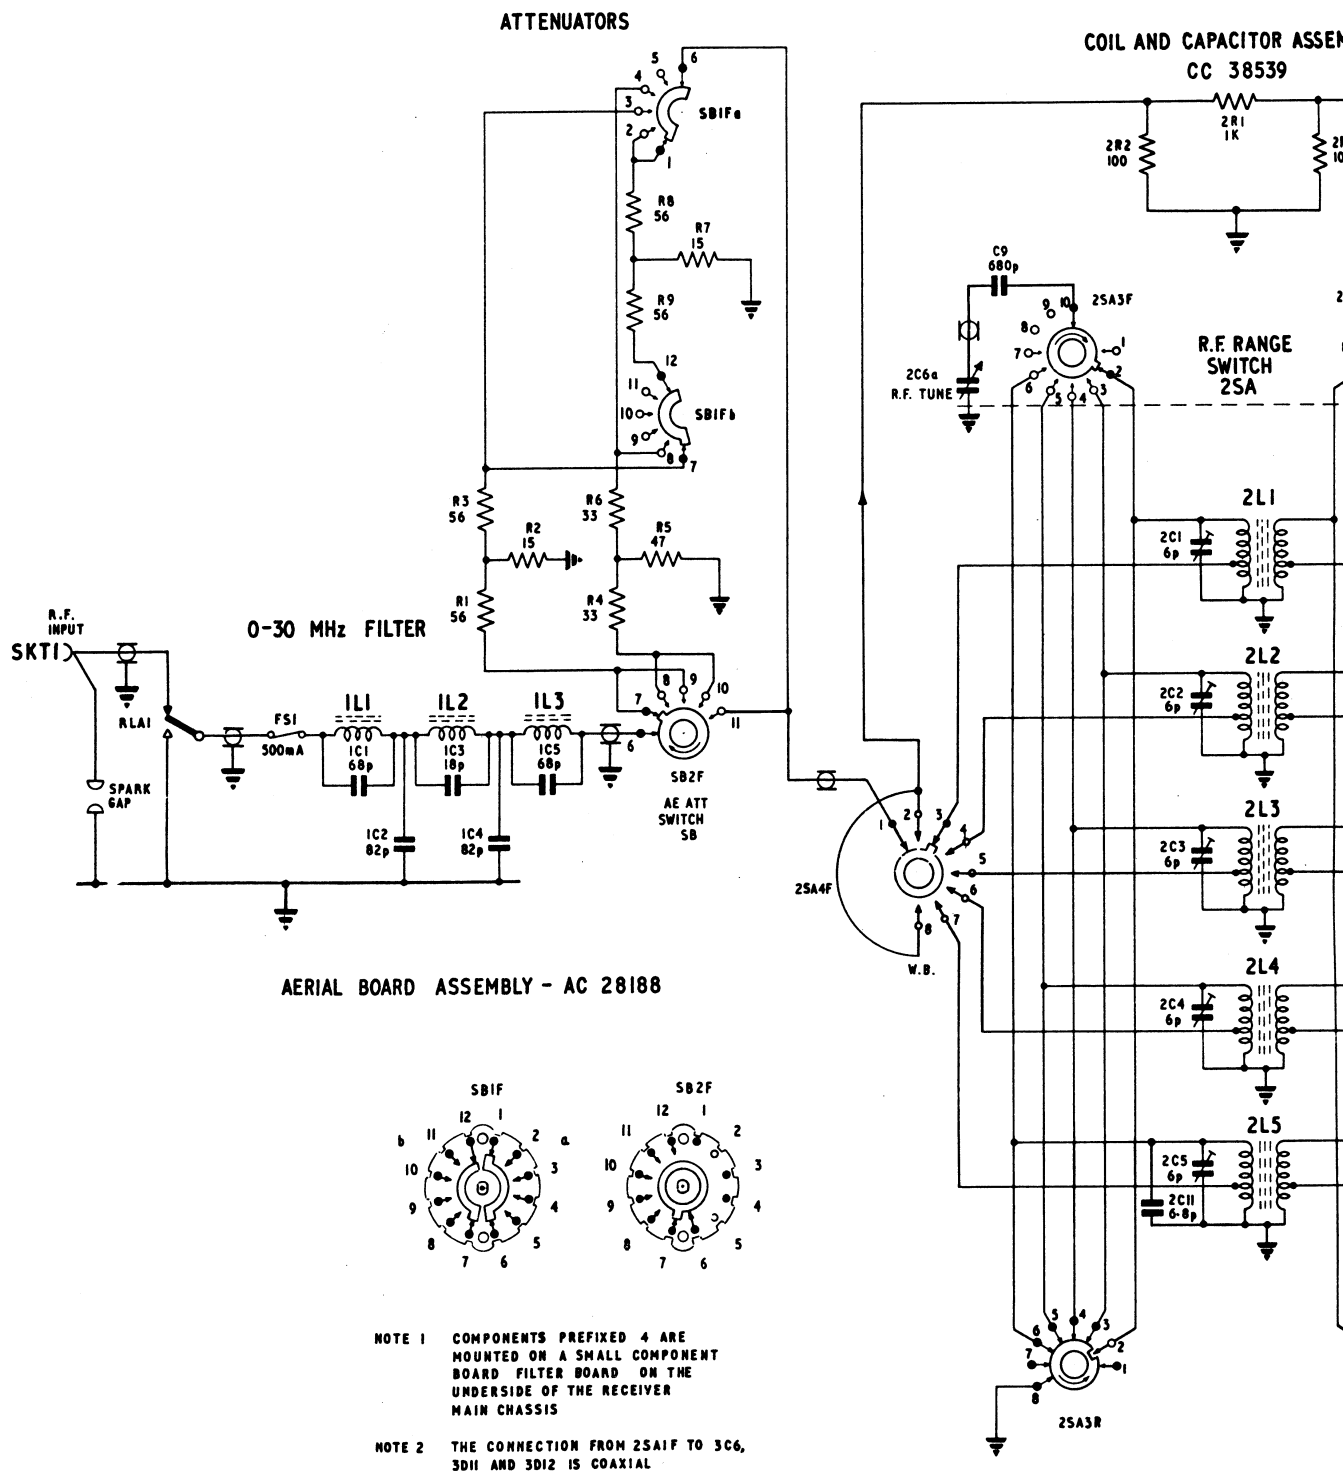 ATTENUATORS
COIL AND CAPACITOR ASSEM
CC 38539
5
6
4
3
2
1
SB1Fa
2R1
1K
2R2
100
R8
56
R7
15
R9
56
C9
680p
2SA3F
9
10
8
7
6
5
4
3
2
1
2C6a
R.F. TUNE
R.F. RANGE
SWITCH
2SA
12
11
10
9
8
7
SB1Fb
R3
56
R6
33
R2
15
R5
47
R1
56
R4
33
2L1
2C1
6p
R.F.
INPUT
SKT1
0-30 MHz FILTER
RLA1
FS1
500mA
1L1
1L2
1L3
1C1
68p
1C3
18p
1C5
68p
1C2
82p
1C4
82p
SPARK
GAP
6
7
8
9
10
11
SB2F
AE ATT
SWITCH
SB
2L2
2C2
6p
2L3
2C3
6p
1
2
3
4
5
6
7
8
2SA4F
W.B.
AERIAL BOARD ASSEMBLY - AC 28188
2L4
2C4
6p
2L5
2C5
6p
2C11
6·8p
SB1F
12
1
11
2
b
a
10
3
9
4
8
5
7
6
SB2F
12
1
11
2
10
3
9
4
8
5
7
6
5
4
3
6
2
7
1
8
2SA3R
NOTE 1 COMPONENTS PREFIXED 4 ARE
MOUNTED ON A SMALL COMPONENT
BOARD FILTER BOARD ON THE
UNDERSIDE OF THE RECEIVER
MAIN CHASSIS
NOTE 2 THE CONNECTION FROM 2SA1F TO 3C6,
3D11 AND 3D12 IS COAXIAL